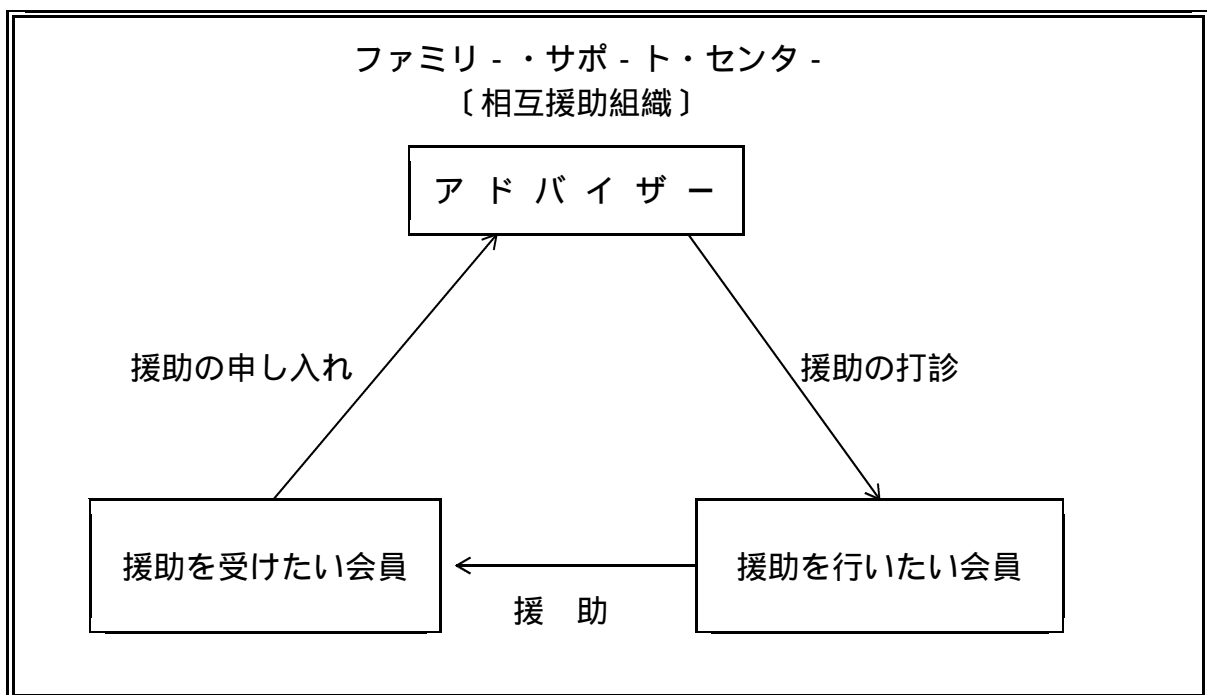 ファミリ - ・サポ - ト・センタ -
〔相互援助組織〕
アドバイザー
援助の申し入れ
援助の打診
援助を受けたい会員
援助を行いたい会員
援　助